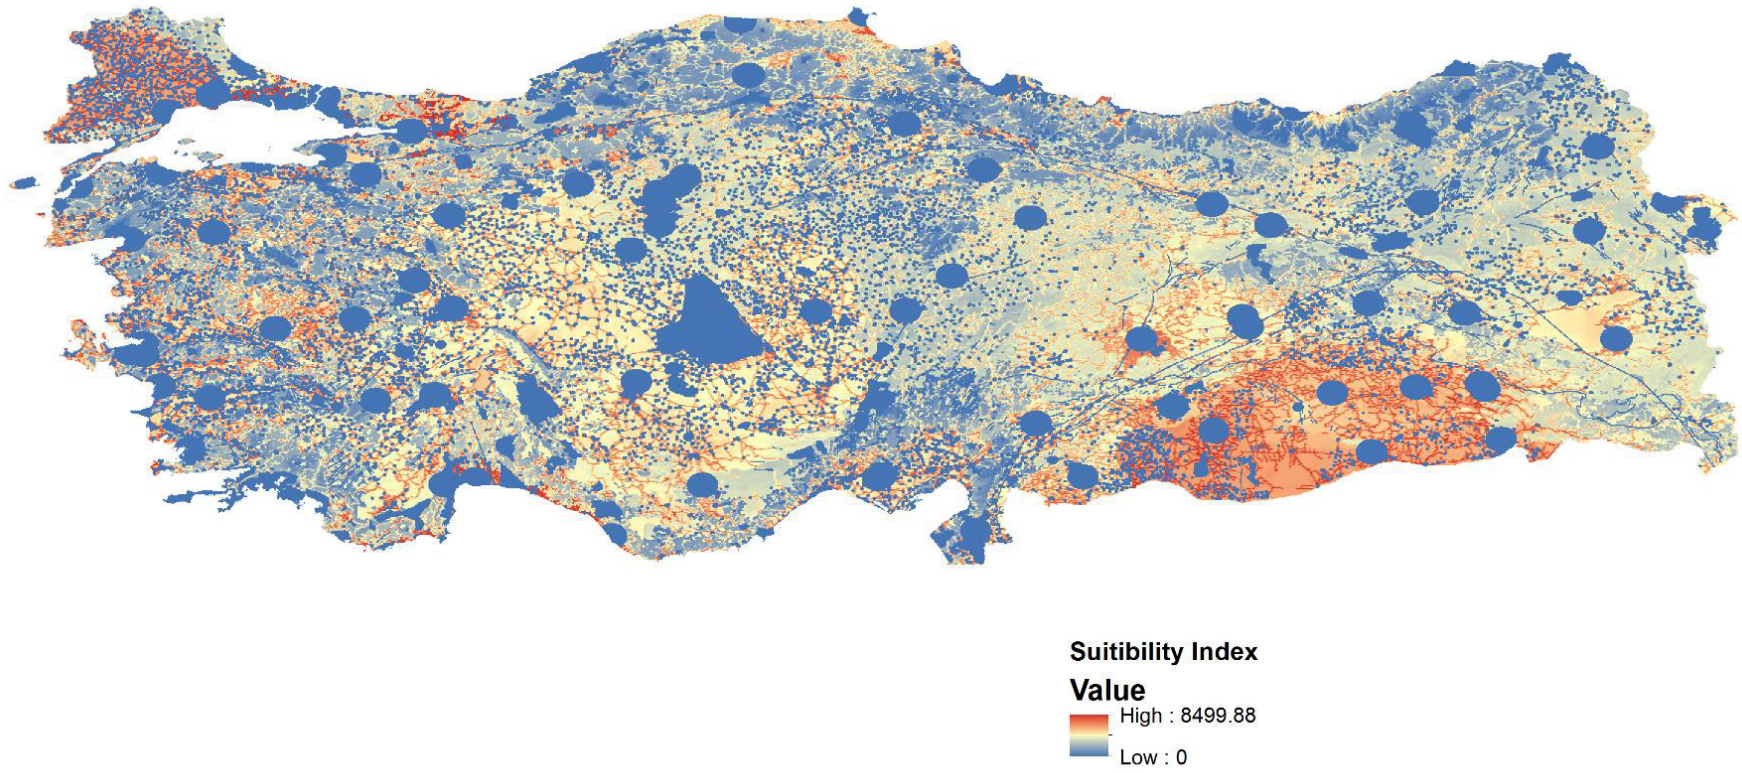 Suitibility Index
Value
High : 8499.88
Low : 0